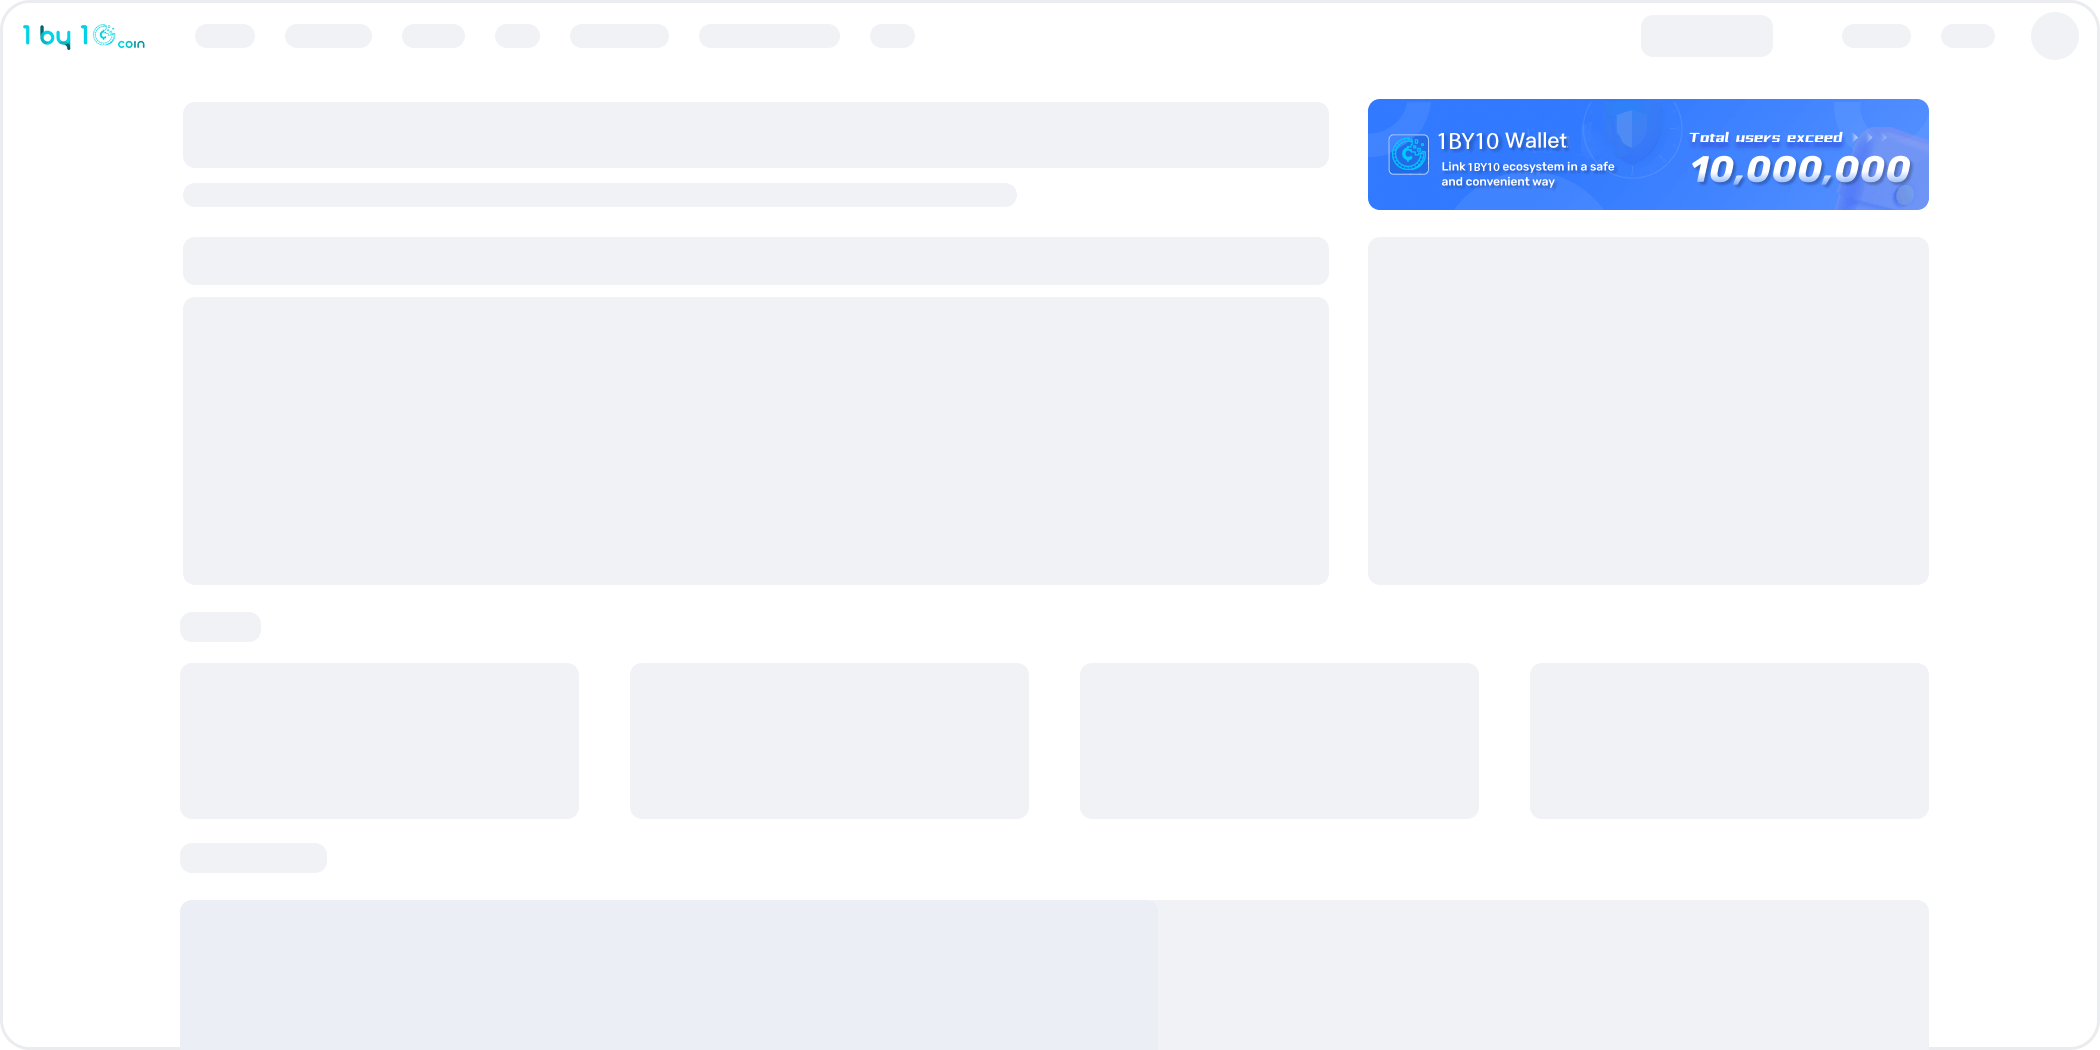 1 by 10 coin
1BY10 Wallet
Link 1BY10 ecosystem in a safe
and convenient way
Total users exceed
10,000,000